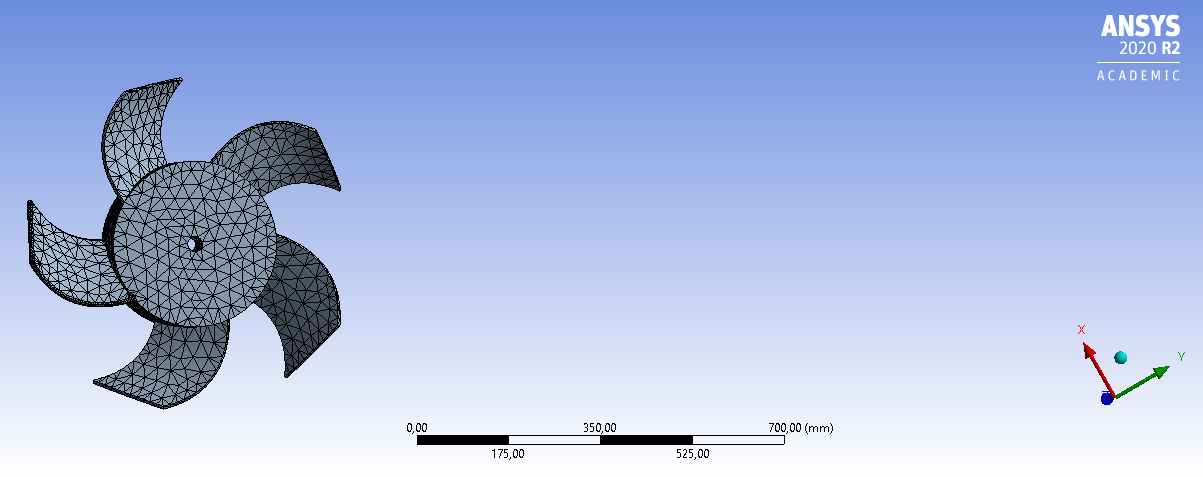 ANSYS
2020 R2
ACADEMIC
X
Y
0,00 350,00 700,00 (mm)
175,00 525,00